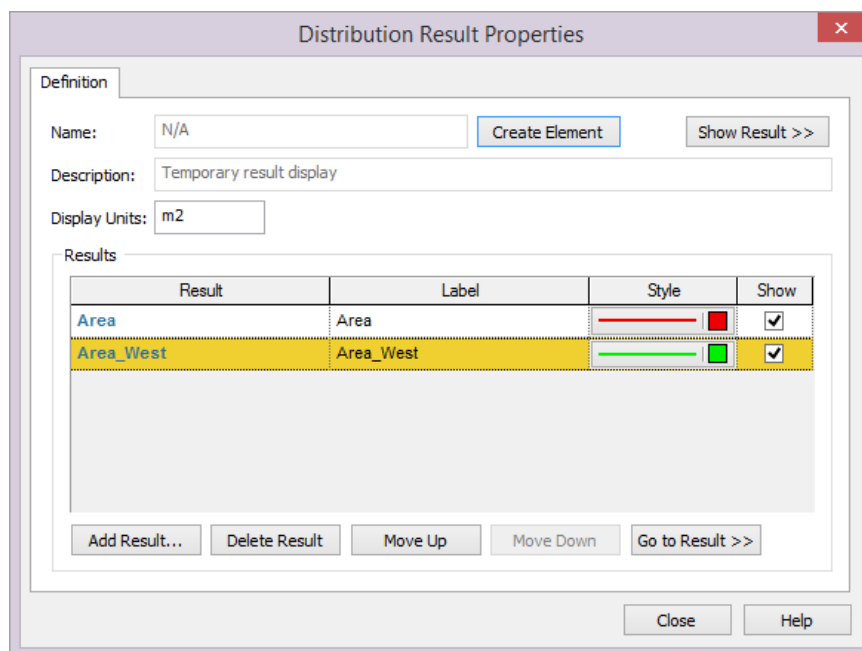 Distribution Result Properties
Definition
Name: N/A Create Element Show Result >>
Description: Temporary result display
Display Units: m2
Results
Result Label Style Show
Area Area
Area_West Area_West
Add Result... Delete Result Move Up Move Down Go to Result >>
Close Help